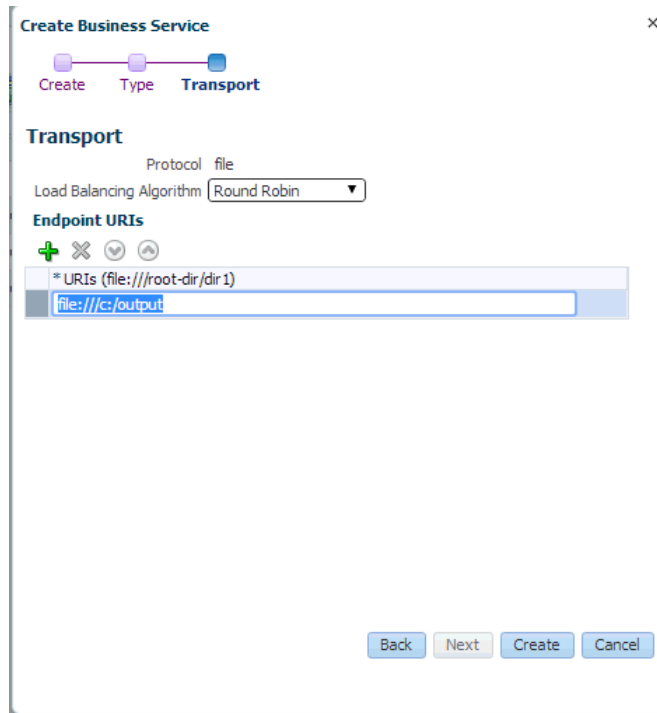 Create Business Service
Create Type Transport
Transport
Protocol file
Load Balancing Algorithm Round Robin
Endpoint URIs
* URIs (file:///root-dir/dir1)
file:///c:/output
Back Next Create Cancel